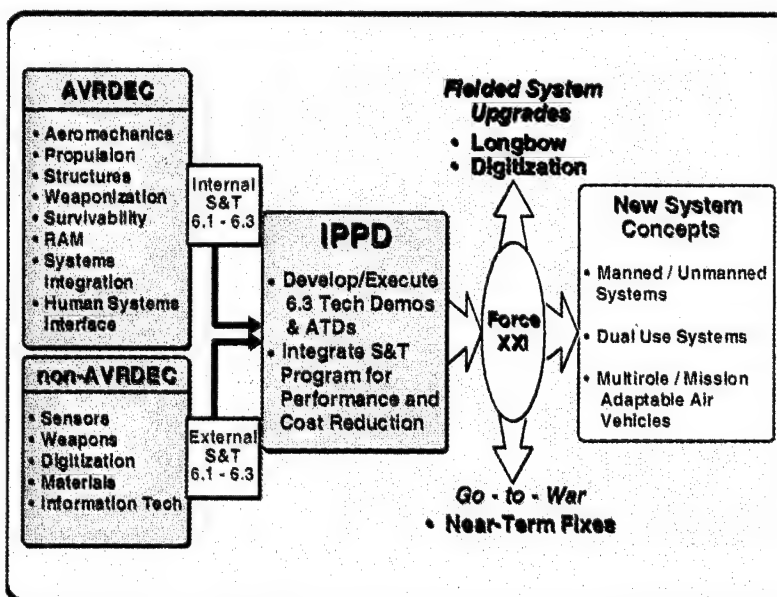 AVRDEC
• Aeromechanics
• Propulsion
• Structures
• Weaponization
• Survivability
• RAM
• Systems
Integration
• Human Systems
Interface
non-AVRDEC
• Sensors
• Weapons
• Digitization
• Materials
• Information Tech
Internal
S&T
6.1 - 6.3
External
S&T
6.1 - 6.3
IPPD
• Develop/Execute
6.3 Tech Demos
& ATDs
• Integrate S&T
Program for
Performance and
Cost Reduction
Fielded System
Upgrades
• Longbow
• Digitization
Force
XXI
Go - to - War
• Near-Term Fixes
New System
Concepts
• Manned / Unmanned
Systems
• Dual Use Systems
• Multirole / Mission
Adaptable Air
Vehicles